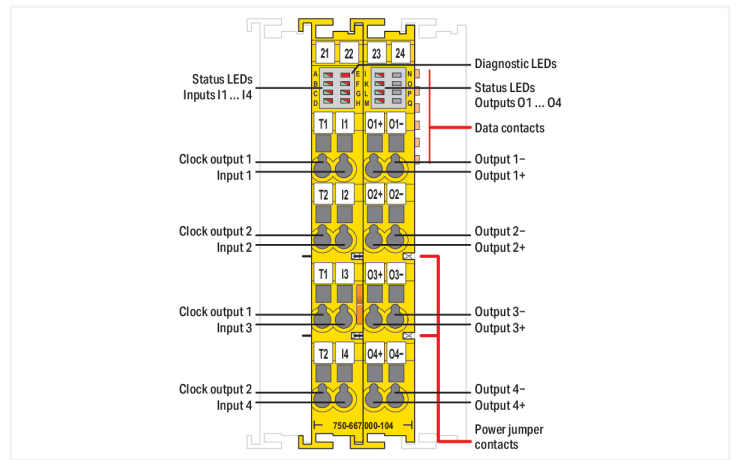 21 22 23 24
Diagnostic LEDs
Status LEDs
Inputs I1 ... I4
A E I N
B F K O
C G L P
D H M Q
Status LEDs
Outputs O1 ... O4
Data contacts
T1 I1 O1+ O1–
Clock output 1
Input 1
Output 1–
Output 1+
T2 I2 O2+ O2–
Clock output 2
Input 2
Output 2–
Output 2+
T1 I3 O3+ O3–
Clock output 1
Input 3
Output 3–
Output 3+
T2 I4 O4+ O4–
Clock output 2
Input 4
Output 4–
Output 4+
750-667/000-104
Power jumper
contacts